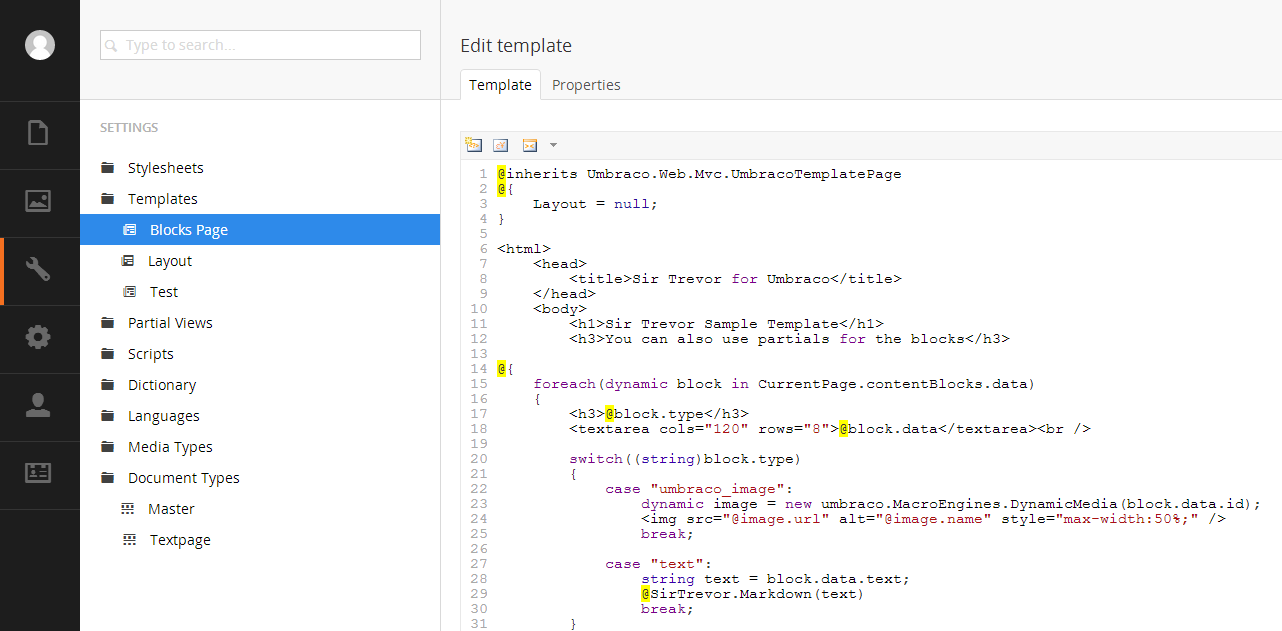 Type to search...
SETTINGS
Stylesheets
Templates
Blocks Page
Layout
Test
Partial Views
Scripts
Dictionary
Languages
Media Types
Document Types
Master
Textpage
Edit template
Template Properties
1 @inherits Umbraco.Web.Mvc.UmbracoTemplatePage
2 @{
3     Layout = null;
4 }
5
6 <html>
7     <head>
8         <title>Sir Trevor for Umbraco</title>
9     </head>
10     <body>
11         <h1>Sir Trevor Sample Template</h1>
12         <h3>You can also use partials for the blocks</h3>
13
14 @{
15     foreach(dynamic block in CurrentPage.contentBlocks.data)
16     {
17         <h3>@block.type</h3>
18         <textarea cols="120" rows="8">@block.data</textarea><br />
19
20         switch((string)block.type)
21         {
22             case "umbraco_image":
23                 dynamic image = new umbraco.MacroEngines.DynamicMedia(block.data.id);
24                 <img src="@image.url" alt="@image.name" style="max-width:50%;" />
25                 break;
26
27             case "text":
28                 string text = block.data.text;
29                 @SirTrevor.Markdown(text)
30                 break;
31         }